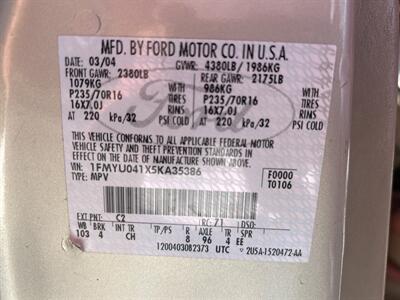 MFD. BY FORD MOTOR CO. IN U.S.A.
DATE: 03/04 GVWR: 4380LB/1986KG
FRONT GAWR: 2380LB REAR GAWR: 2175LB
1079KG WITH 986KG WITH
P235/70R16 TIRES P235/70R16 TIRES
16X7.0J RIMS 16X7.0J RIMS
AT 220 kPa/32 PSI COLD AT 220 kPa/32 PSI COLD
THIS VEHICLE CONFORMS TO ALL APPLICABLE FEDERAL MOTOR
VEHICLE SAFETY AND THEFT PREVENTION STANDARDS IN
EFFECT ON THE DATE OF MANUFACTURE SHOWN ABOVE.
VIN: 1FMYU041X5KA35386 F0000
TYPE: MPV T0106
EXT PNT: C2 RC: 71 DSO:
WB BRK INT TR TP/PS R AXLE TR SPR
103 4 CH 8 96 4 EE
1200403082373 UTC 2U5A-1520472-AA
Ford